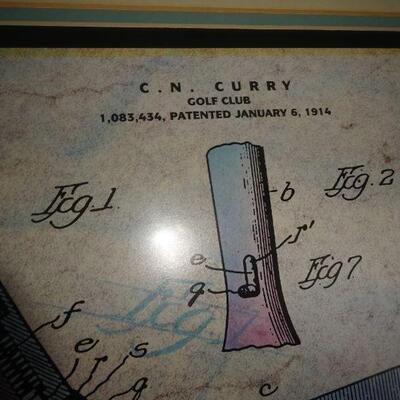 C. N. CURRY
GOLF CLUB
1,083,434, PATENTED JANUARY 6, 1914
Fig. 1
b
Fig. 2
r'
e
Fig 7
q
f
e r s
q
c